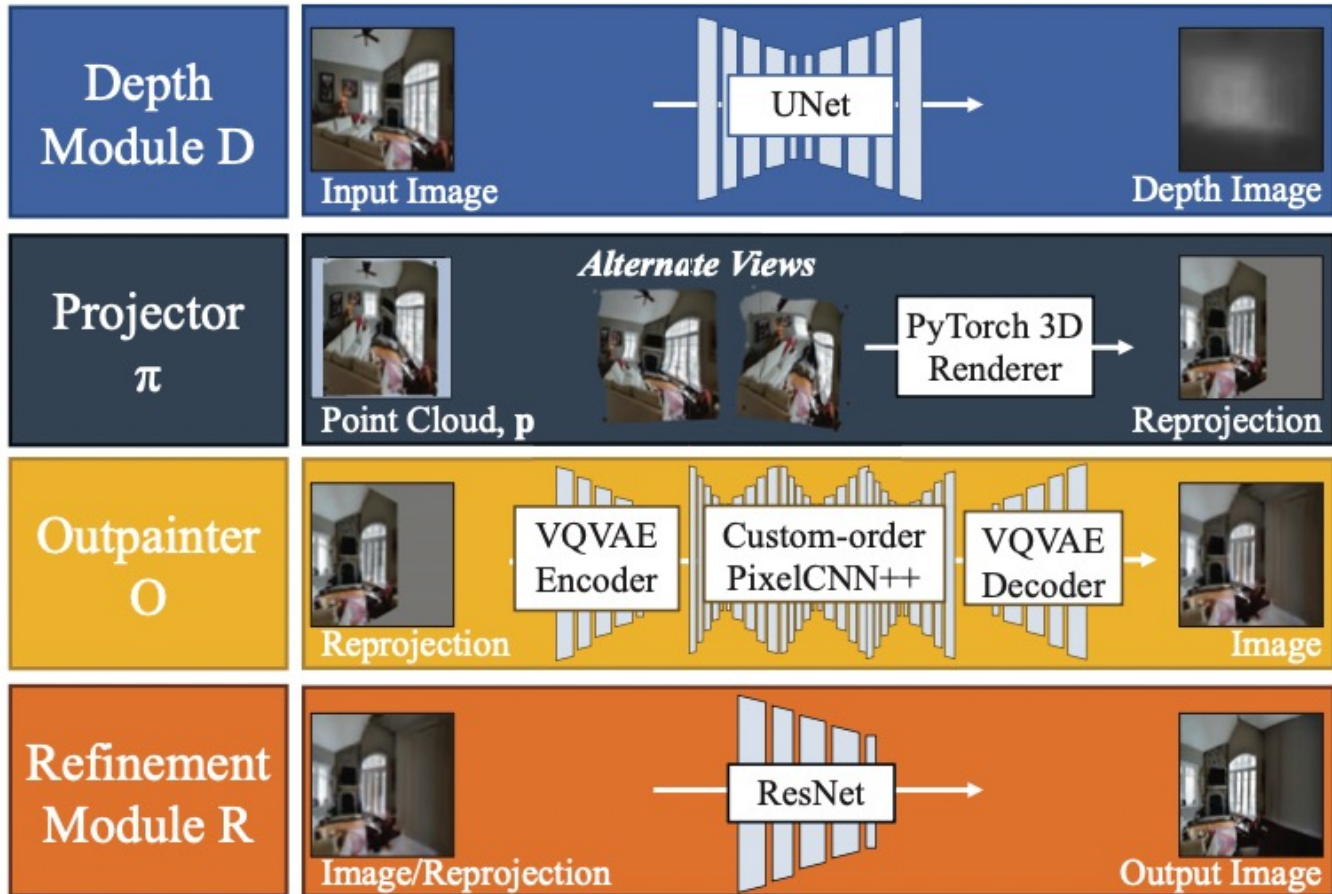 Depth
Module D
Input Image
UNet
Depth Image
Projector
π
Point Cloud, p
Alternate Views
PyTorch 3D
Renderer
Reprojection
Outpainter
O
Reprojection
VQVAE
Encoder
Custom-order
PixelCNN++
VQVAE
Decoder
Image
Refinement
Module R
Image/Reprojection
ResNet
Output Image